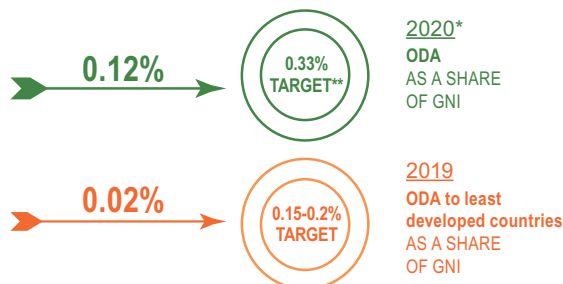 0.12%
0.33%
TARGET**
2020*
ODA
AS A SHARE
OF GNI
0.02%
0.15-0.2%
TARGET
2019
ODA to least
developed countries
AS A SHARE
OF GNI